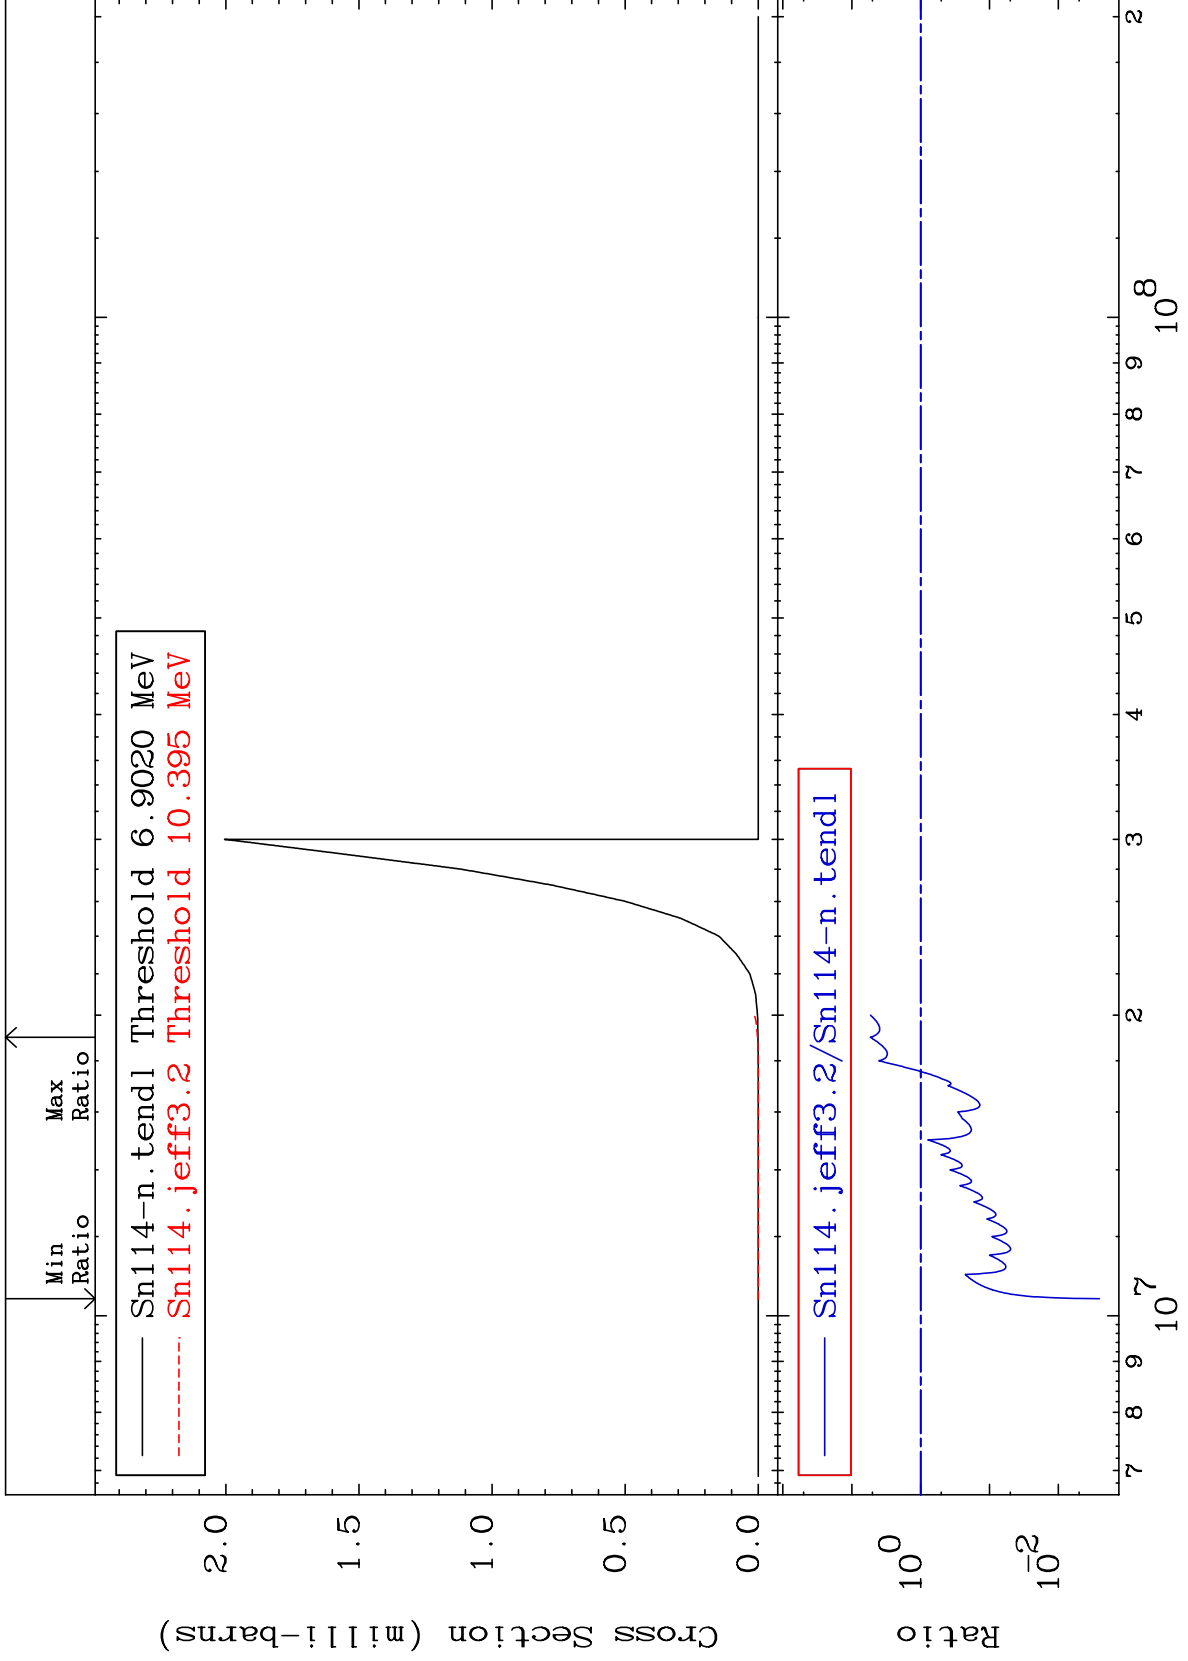 Max
Ratio
Min
Ratio
Sn114-n.tendl Threshold 6.9020 MeV
Sn114.jeff3.2 Threshold 10.395 MeV
2.0
1.5
1.0
0.5
0.0
Cross Section (milli-barns)
Sn114.jeff3.2/Sn114-n.tendl
10^0
10^-2
Ratio
7
8
9
10^7
2
3
4
5
6
7
8
9
10^8
2